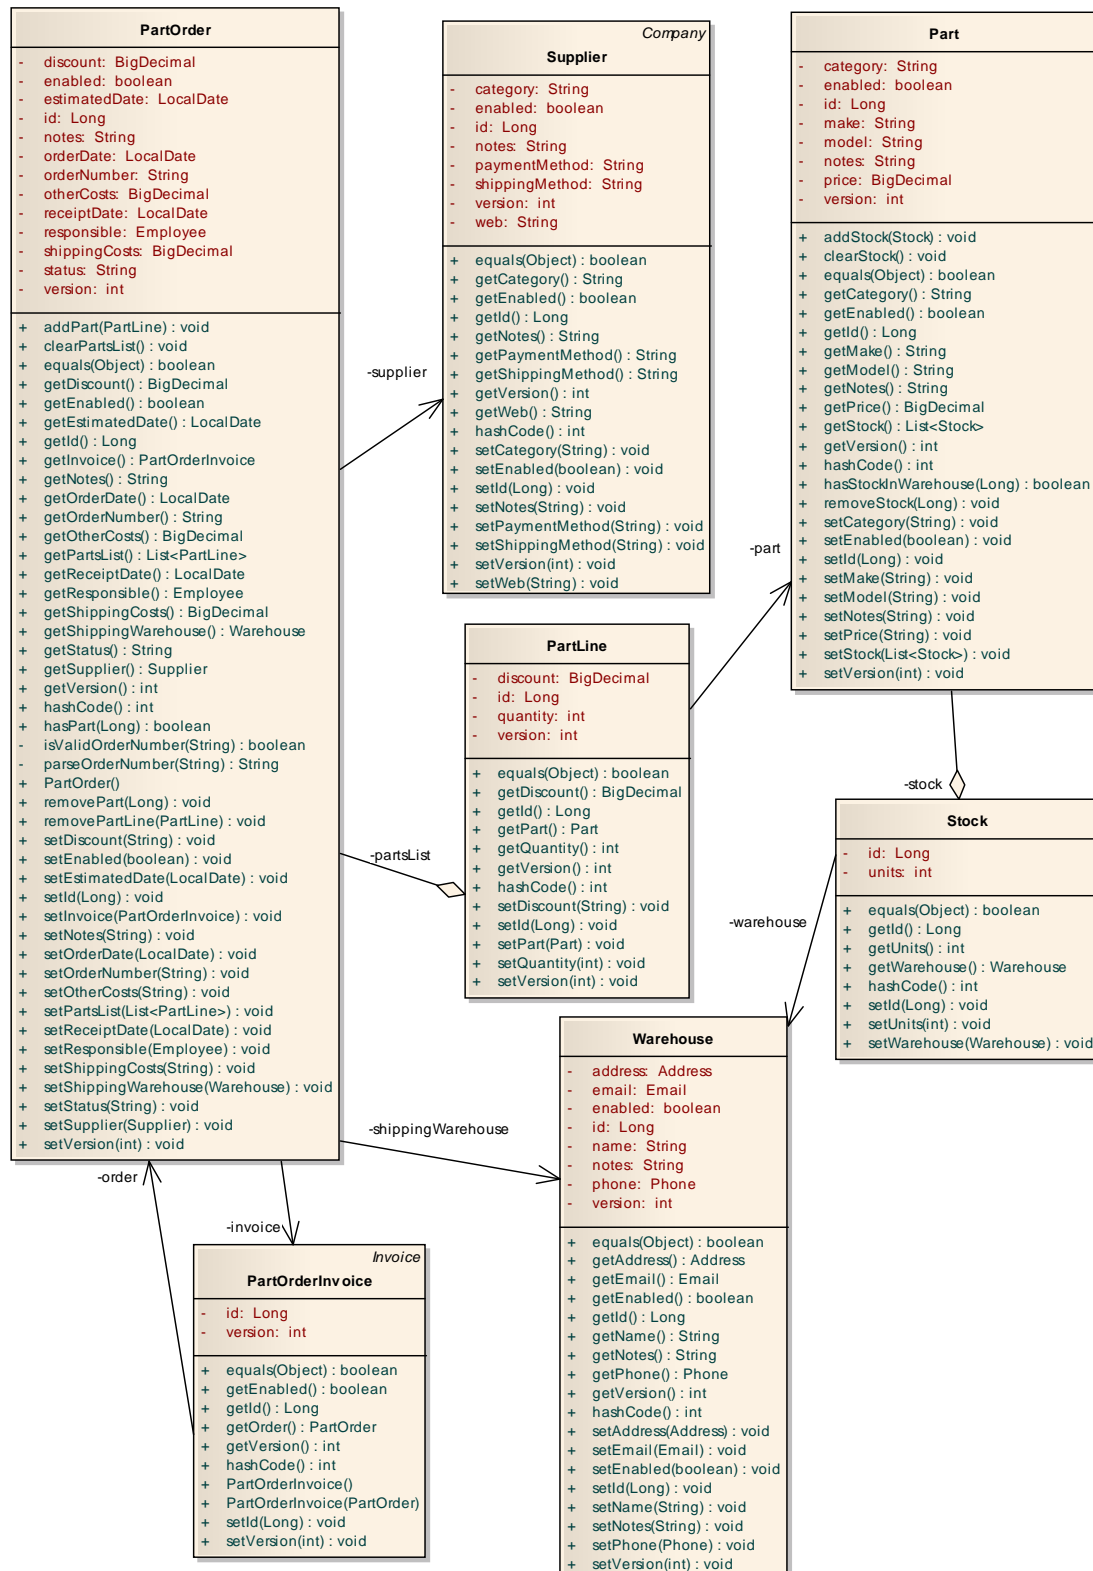 PartOrder
- discount: BigDecimal
- enabled: boolean
- estimatedDate: LocalDate
- id: Long
- notes: String
- orderDate: LocalDate
- orderNumber: String
- otherCosts: BigDecimal
- receiptDate: LocalDate
- responsible: Employee
- shippingCosts: BigDecimal
- status: String
- version: int
+ addPart(PartLine) : void
+ clearPartsList() : void
+ equals(Object) : boolean
+ getDiscount() : BigDecimal
+ getEnabled() : boolean
+ getEstimatedDate() : LocalDate
+ getId() : Long
+ getInvoice() : PartOrderInvoice
+ getNotes() : String
+ getOrderDate() : LocalDate
+ getOrderNumber() : String
+ getOtherCosts() : BigDecimal
+ getPartsList() : List<PartLine>
+ getReceiptDate() : LocalDate
+ getResponsible() : Employee
+ getShippingCosts() : BigDecimal
+ getShippingWarehouse() : Warehouse
+ getStatus() : String
+ getSupplier() : Supplier
+ getVersion() : int
+ hashCode() : int
+ hasPart(Long) : boolean
- isValidOrderNumber(String) : boolean
- parseOrderNumber(String) : String
+ PartOrder()
+ removePart(Long) : void
+ removePartLine(PartLine) : void
+ setDiscount(String) : void
+ setEnabled(boolean) : void
+ setEstimatedDate(LocalDate) : void
+ setId(Long) : void
+ setInvoice(PartOrderInvoice) : void
+ setNotes(String) : void
+ setOrderDate(LocalDate) : void
+ setOrderNumber(String) : void
+ setOtherCosts(String) : void
+ setPartsList(List<PartLine>) : void
+ setReceiptDate(LocalDate) : void
+ setResponsible(Employee) : void
+ setShippingCosts(String) : void
+ setShippingWarehouse(Warehouse) : void
+ setStatus(String) : void
+ setSupplier(Supplier) : void
+ setVersion(int) : void
-supplier
Company
Supplier
- category: String
- enabled: boolean
- id: Long
- notes: String
- paymentMethod: String
- shippingMethod: String
- version: int
- web: String
+ equals(Object) : boolean
+ getCategory() : String
+ getEnabled() : boolean
+ getId() : Long
+ getNotes() : String
+ getPaymentMethod() : String
+ getShippingMethod() : String
+ getVersion() : int
+ getWeb() : String
+ hashCode() : int
+ setCategory(String) : void
+ setEnabled(boolean) : void
+ setId(Long) : void
+ setNotes(String) : void
+ setPaymentMethod(String) : void
+ setShippingMethod(String) : void
+ setVersion(int) : void
+ setWeb(String) : void
-part
Part
- category: String
- enabled: boolean
- id: Long
- make: String
- model: String
- notes: String
- price: BigDecimal
- version: int
+ addStock(Stock) : void
+ clearStock() : void
+ equals(Object) : boolean
+ getCategory() : String
+ getEnabled() : boolean
+ getId() : Long
+ getMake() : String
+ getModel() : String
+ getNotes() : String
+ getPrice() : BigDecimal
+ getStock() : List<Stock>
+ getVersion() : int
+ hashCode() : int
+ hasStockInWarehouse(Long) : boolean
+ removeStock(Long) : void
+ setCategory(String) : void
+ setEnabled(boolean) : void
+ setId(Long) : void
+ setMake(String) : void
+ setModel(String) : void
+ setNotes(String) : void
+ setPrice(String) : void
+ setStock(List<Stock>) : void
+ setVersion(int) : void
PartLine
- discount: BigDecimal
- id: Long
- quantity: int
- version: int
+ equals(Object) : boolean
+ getDiscount() : BigDecimal
+ getId() : Long
+ getPart() : Part
+ getQuantity() : int
+ getVersion() : int
+ hashCode() : int
+ setDiscount(String) : void
+ setId(Long) : void
+ setPart(Part) : void
+ setQuantity(int) : void
+ setVersion(int) : void
-partsList
-stock
Stock
- id: Long
- units: int
+ equals(Object) : boolean
+ getId() : Long
+ getUnits() : int
+ getWarehouse() : Warehouse
+ hashCode() : int
+ setId(Long) : void
+ setUnits(int) : void
+ setWarehouse(Warehouse) : void
-warehouse
-shippingWarehouse
Warehouse
- address: Address
- email: Email
- enabled: boolean
- id: Long
- name: String
- notes: String
- phone: Phone
- version: int
+ equals(Object) : boolean
+ getAddress() : Address
+ getEmail() : Email
+ getEnabled() : boolean
+ getId() : Long
+ getName() : String
+ getNotes() : String
+ getPhone() : Phone
+ getVersion() : int
+ hashCode() : int
+ setAddress(Address) : void
+ setEmail(Email) : void
+ setEnabled(boolean) : void
+ setId(Long) : void
+ setName(String) : void
+ setNotes(String) : void
+ setPhone(Phone) : void
+ setVersion(int) : void
-order
-invoice
Invoice
PartOrderInvoice
- id: Long
- version: int
+ equals(Object) : boolean
+ getEnabled() : boolean
+ getId() : Long
+ getOrder() : PartOrder
+ getVersion() : int
+ hashCode() : int
+ PartOrderInvoice()
+ PartOrderInvoice(PartOrder)
+ setId(Long) : void
+ setVersion(int) : void